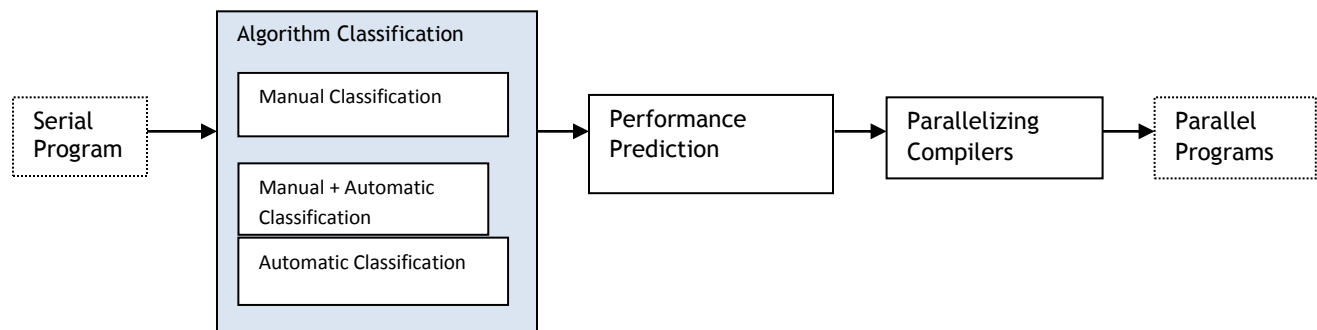 Algorithm Classification
Manual Classification
Manual + Automatic
Classification
Automatic Classification
Serial
Program
Performance
Prediction
Parallelizing
Compilers
Parallel
Programs